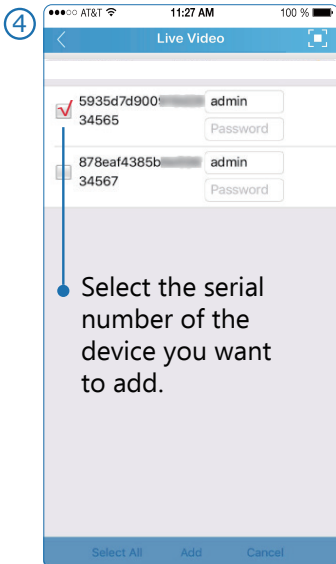 4
AT&T 11:27 AM 100 %
Live Video
5935d7d900 admin
34565 Password
878eaf4385b admin
34567 Password
Select the serial
number of the
device you want
to add.
Select All Add Cancel